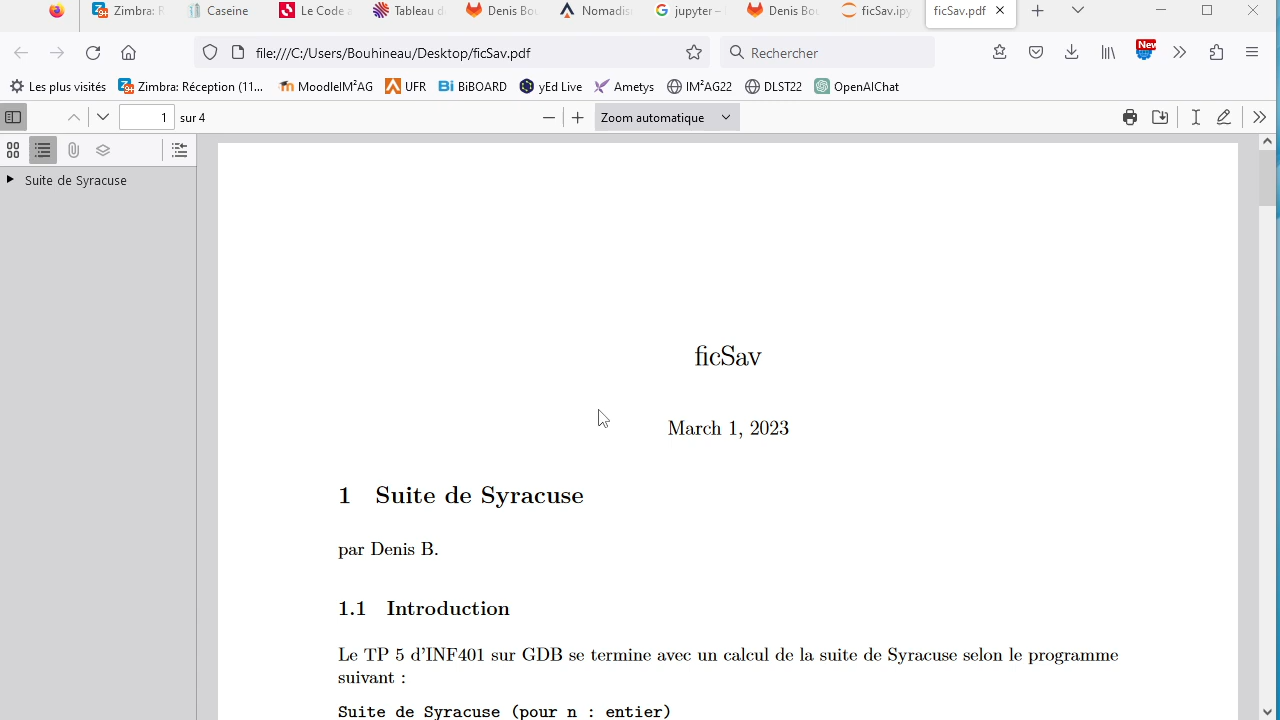 Zimbra: R
Caseine
Le Code a
Tableau d
Denis Bou
Nomadis
jupyter –
Denis Bou
ficSav.ipy
ficSav.pdf
file:///C:/Users/Bouhineau/Desktop/ficSav.pdf
Rechercher
New
Les plus visités
Zimbra: Réception (11...
MoodleIM²AG
UFR
BiBOARD
yEd Live
Ametys
IM²AG22
DLST22
OpenAIChat
1 sur 4
Zoom automatique
Suite de Syracuse
ficSav
March 1, 2023
1 Suite de Syracuse
par Denis B.
1.1 Introduction
Le TP 5 d'INF401 sur GDB se termine avec un calcul de la suite de Syracuse selon le programme
suivant :
Suite de Syracuse (pour n : entier)